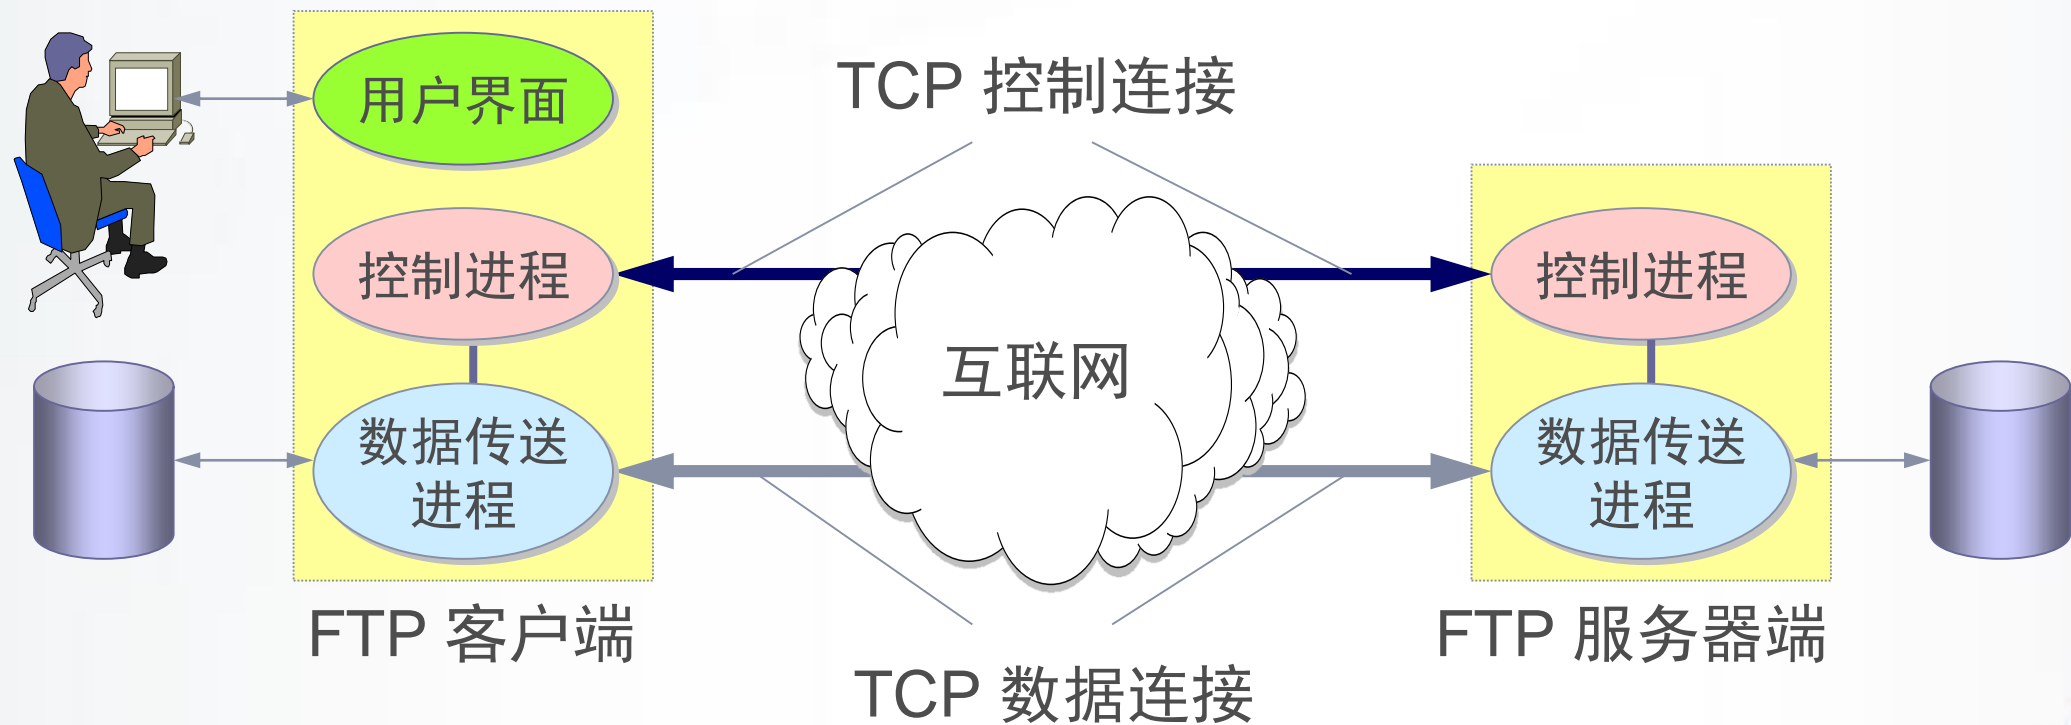 用户界面
TCP 控制连接
控制进程
控制进程
互联网
数据传送
进程
数据传送
进程
FTP 客户端
FTP 服务器端
TCP 数据连接